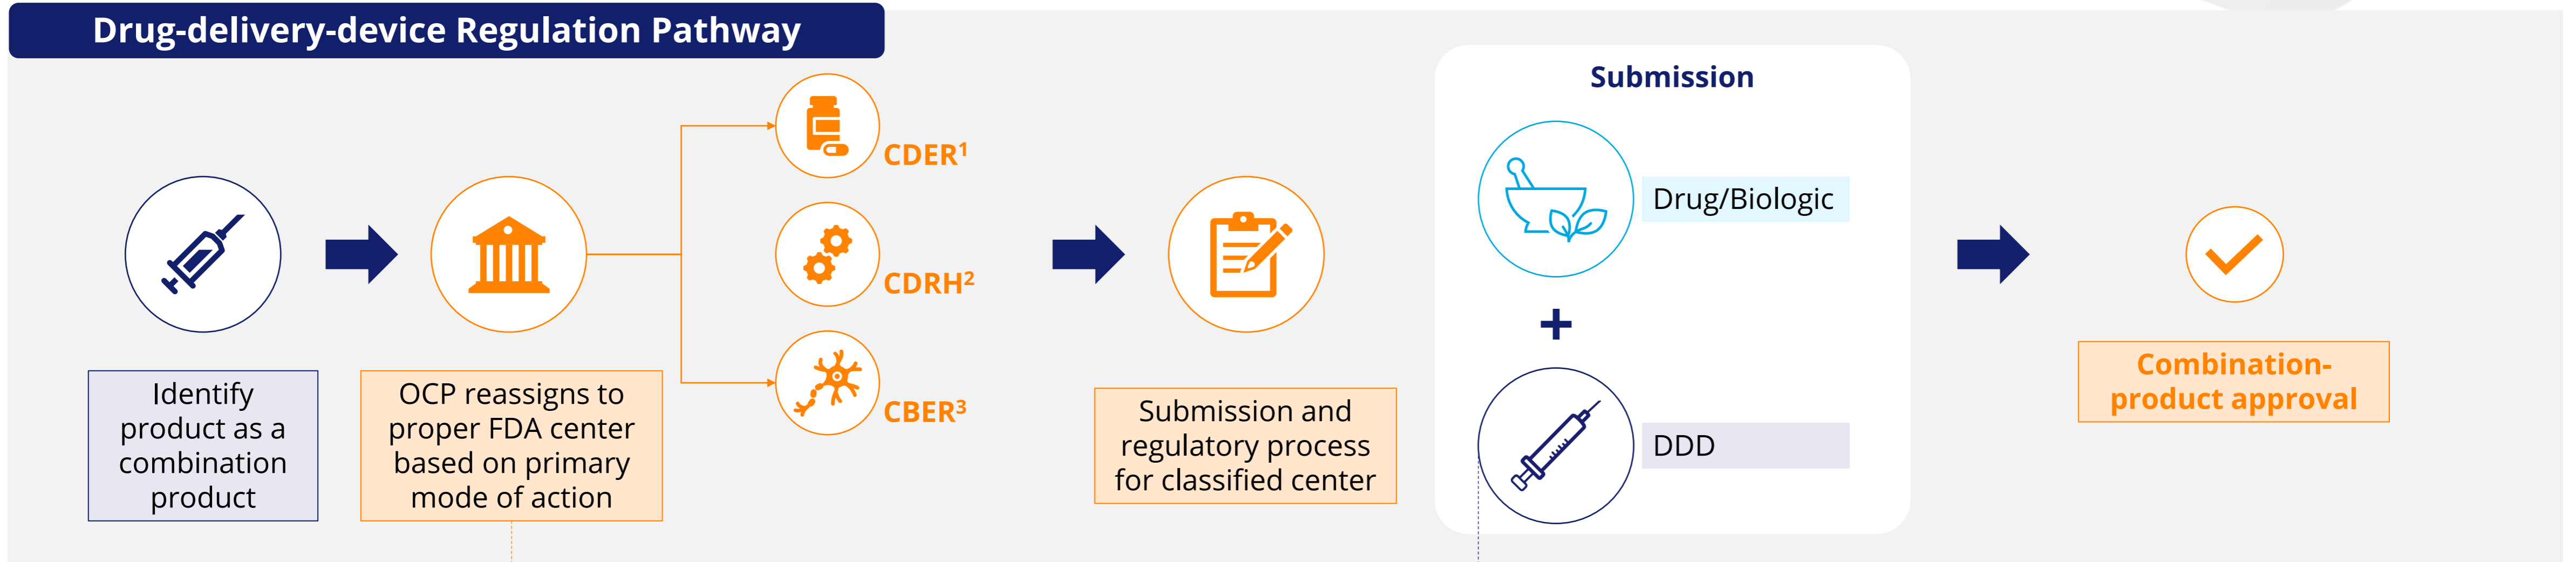 Drug-delivery-device Regulation Pathway
Identify
product as a
combination
product
OCP reassigns to
proper FDA center
based on primary
mode of action
CDER¹
CDRH²
CBER³
Submission and
regulatory process
for classified center
Submission
Drug/Biologic
+
DDD
Combination-
product approval